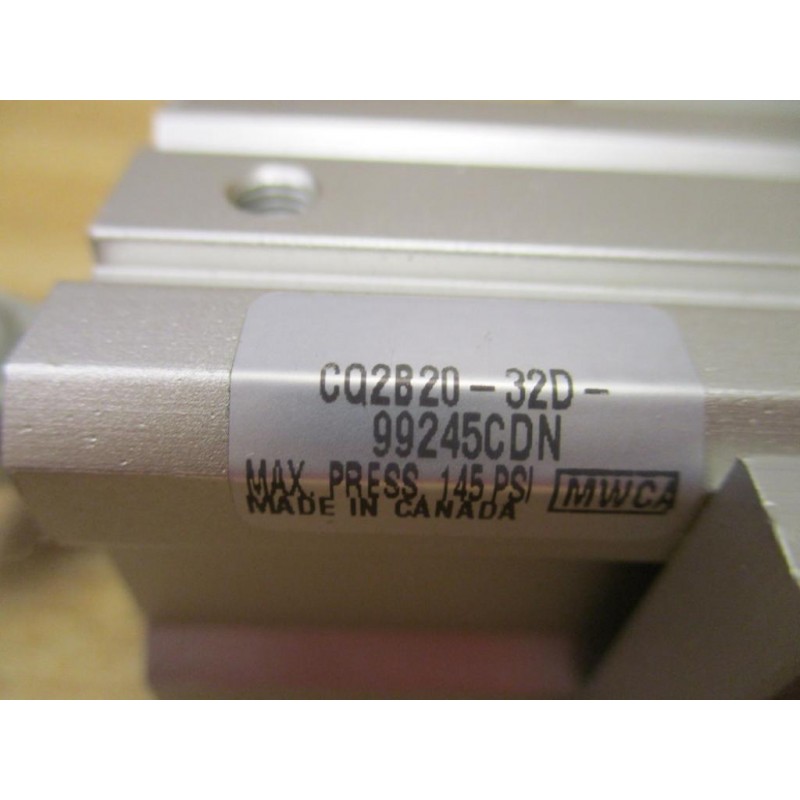 CQ2B20-32D-
99245CDN
MAX. PRESS 145 PSI
MADE IN CANADA
MWCA